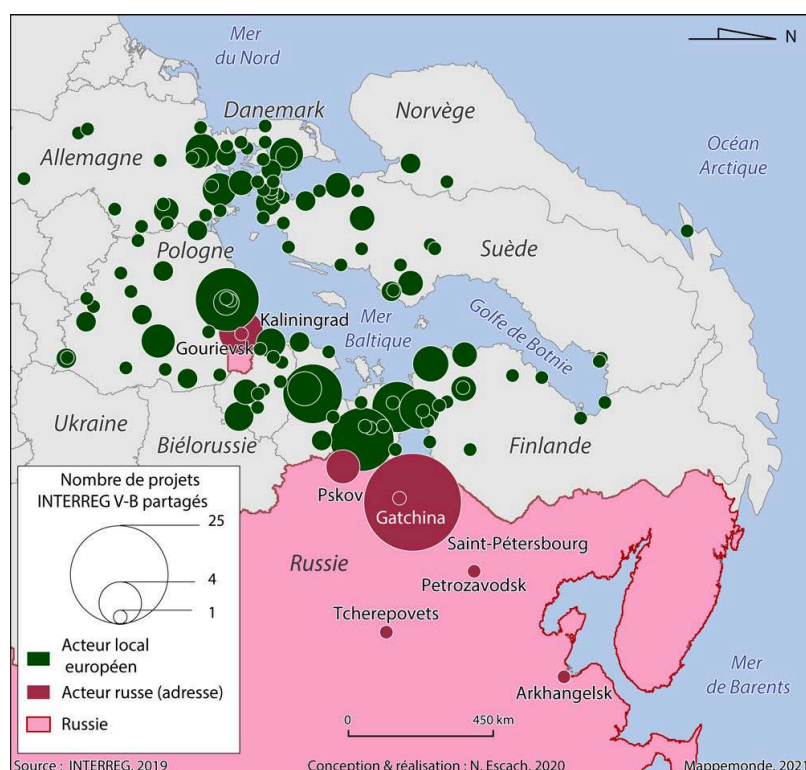 Mer
du Nord
N
Danemark
Norvège
Océan
Arctique
Allemagne
Suède
Pologne
Kaliningrad
Mer
Baltique
Golfe de Botnie
Gourievsk
Ukraine
Biélorussie
Finlande
Pskov
Gatchina
Saint-Pétersbourg
Russie
Petrozavodsk
Tcherepovets
Arkhangelsk
Mer
de Barents
Nombre de projets
INTERREG V-B partagés
25
4
1
Acteur local
européen
Acteur russe (adresse)
Russie
0 450 km
Source : INTERREG, 2019
Conception & réalisation : N. Escach, 2020
Mappemonde, 2021